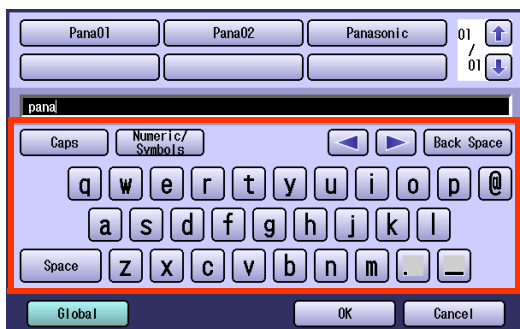 Pana01 Pana02 Panasonic 01
/
01
pana
Caps Numeric/
Symbols Back Space
q w e r t y u i o p @
a s d f g h j k l
Space z x c v b n m . _
Global OK Cancel